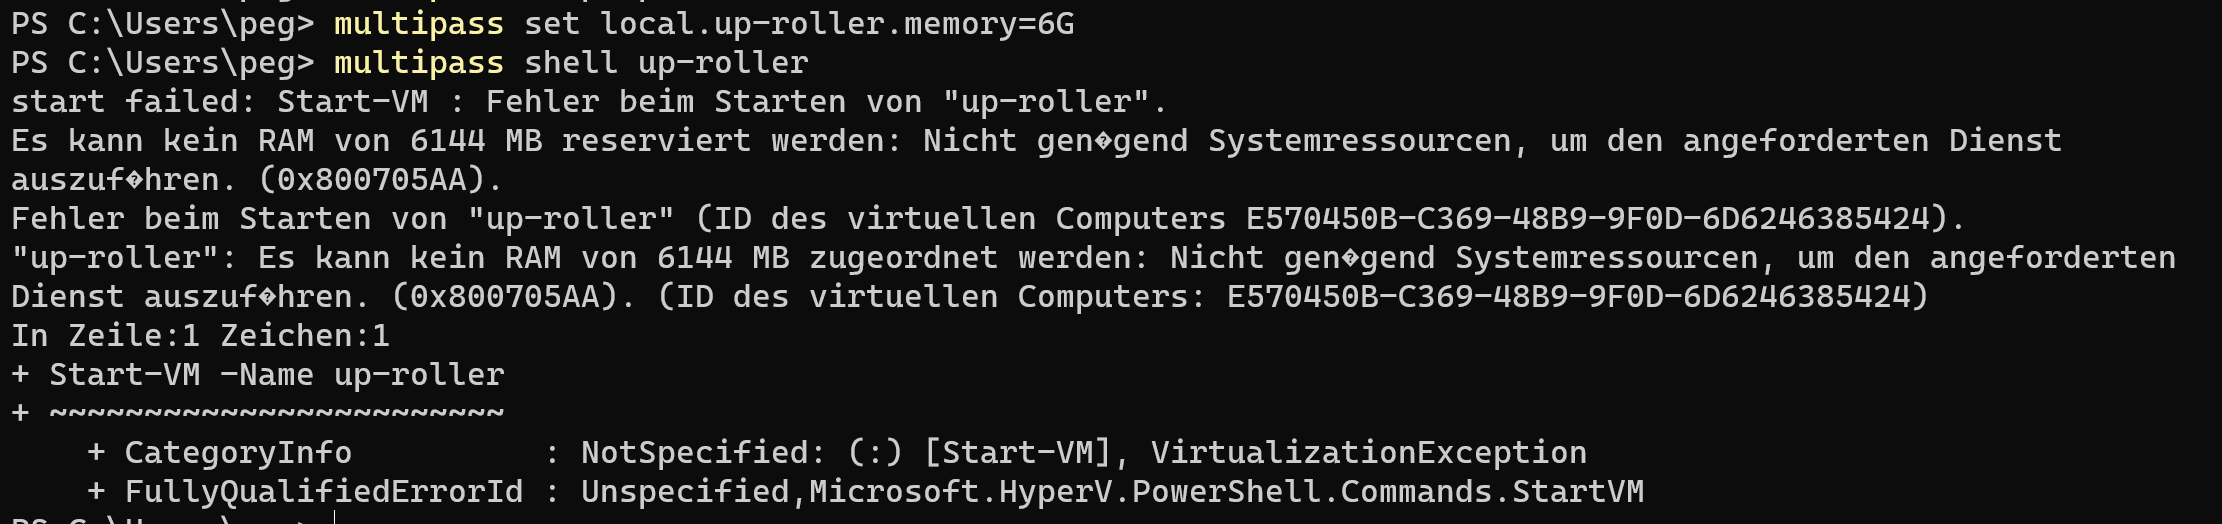 PS C:\Users\peg> multipass set local.up-roller.memory=6G
PS C:\Users\peg> multipass shell up-roller
start failed: Start-VM : Fehler beim Starten von "up-roller".
Es kann kein RAM von 6144 MB reserviert werden: Nicht gen�gend Systemressourcen, um den angeforderten Dienst
auszuf�hren. (0x800705AA).
Fehler beim Starten von "up-roller" (ID des virtuellen Computers E570450B-C369-48B9-9F0D-6D6246385424).
"up-roller": Es kann kein RAM von 6144 MB zugeordnet werden: Nicht gen�gend Systemressourcen, um den angeforderten
Dienst auszuf�hren. (0x800705AA). (ID des virtuellen Computers: E570450B-C369-48B9-9F0D-6D6246385424)
In Zeile:1 Zeichen:1
+ Start-VM -Name up-roller
+ ~~~~~~~~~~~~~~~~~~~~~~~~
    + CategoryInfo          : NotSpecified: (:) [Start-VM], VirtualizationException
    + FullyQualifiedErrorId : Unspecified,Microsoft.HyperV.PowerShell.Commands.StartVM